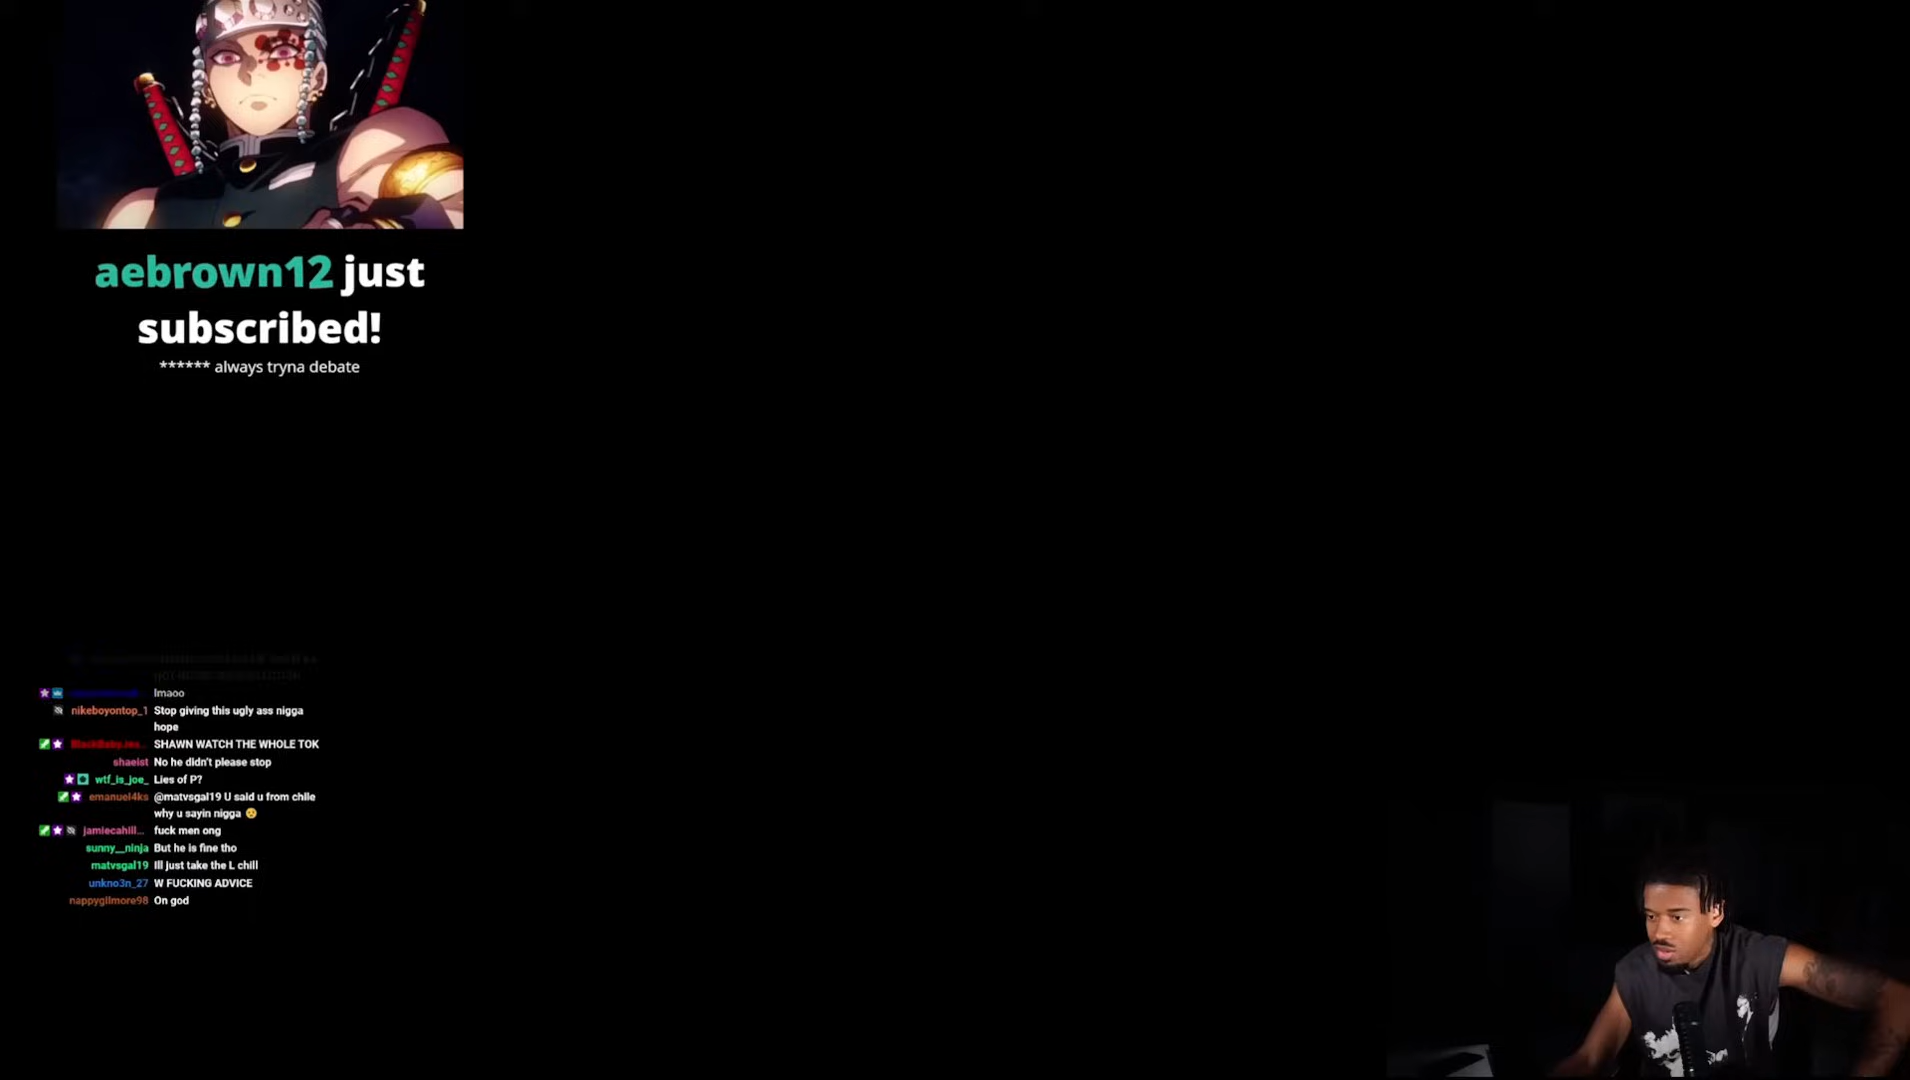 aebrown12 just
subscribed!
****** always tryna debate
lmaoo
nikeboyontop_1 Stop giving this ugly ass nigga
hope
SHAWN WATCH THE WHOLE TOK
shaeist No he didn't please stop
wtf_is_joe_ Lies of P?
emanuel4ks @matvsgal19 U said u from chile
why u sayin nigga 🤨
jamiecahill... fuck men ong
sunny__ninja But he is fine tho
matvsgal19 Ill just take the L chill
unkno3n_27 W FUCKING ADVICE
nappygilmore98 On god